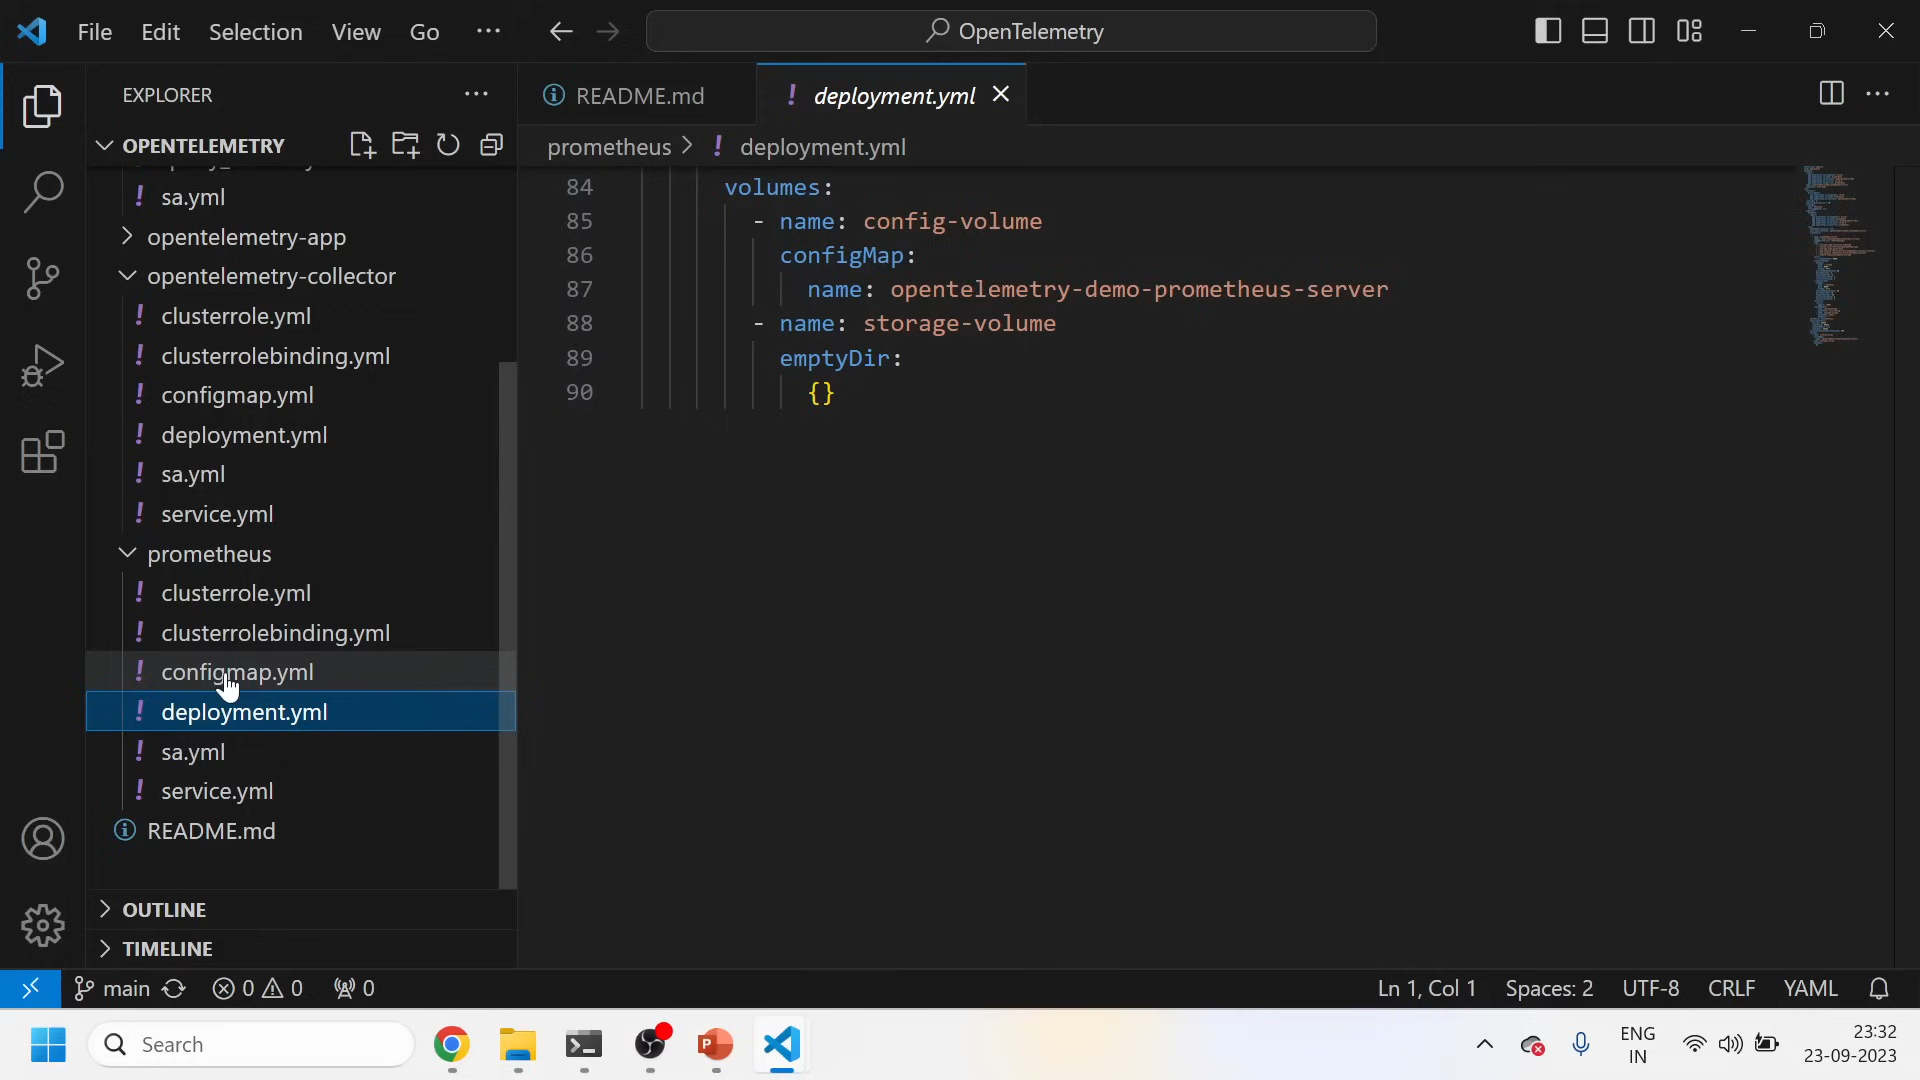 File Edit Selection View Go ··· OpenTelemetry
EXPLORER
OPENTELEMETRY
sa.yml
opentelemetry-app
opentelemetry-collector
clusterrole.yml
clusterrolebinding.yml
configmap.yml
deployment.yml
sa.yml
service.yml
prometheus
clusterrole.yml
clusterrolebinding.yml
configmap.yml
deployment.yml
sa.yml
service.yml
README.md
OUTLINE
TIMELINE
README.md deployment.yml
prometheus > deployment.yml
84 volumes:
85 - name: config-volume
86 configMap:
87 name: opentelemetry-demo-prometheus-server
88 - name: storage-volume
89 emptyDir:
90 {}
main 0 0 0 Ln 1, Col 1 Spaces: 2 UTF-8 CRLF YAML
Search
ENG
IN
23:32
23-09-2023